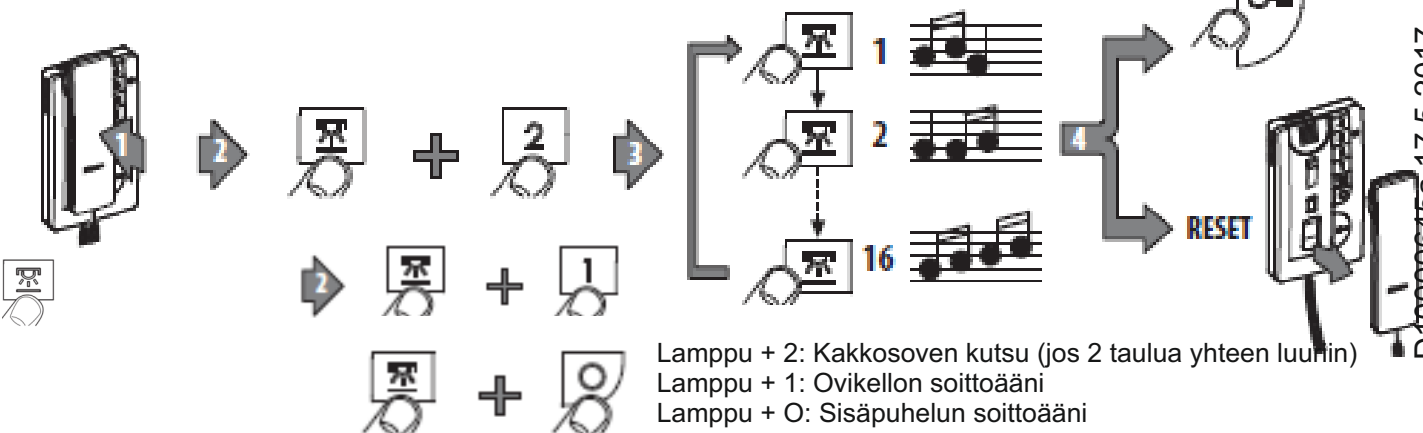 1
2
2
3
1
2
16
4
RESET
2
1
Lamppu + 2: Kakkosoven kutsu (jos 2 taulua yhteen luuriin)
Lamppu + 1: Ovikellon soittoääni
Lamppu + O: Sisäpuhelun soittoääni